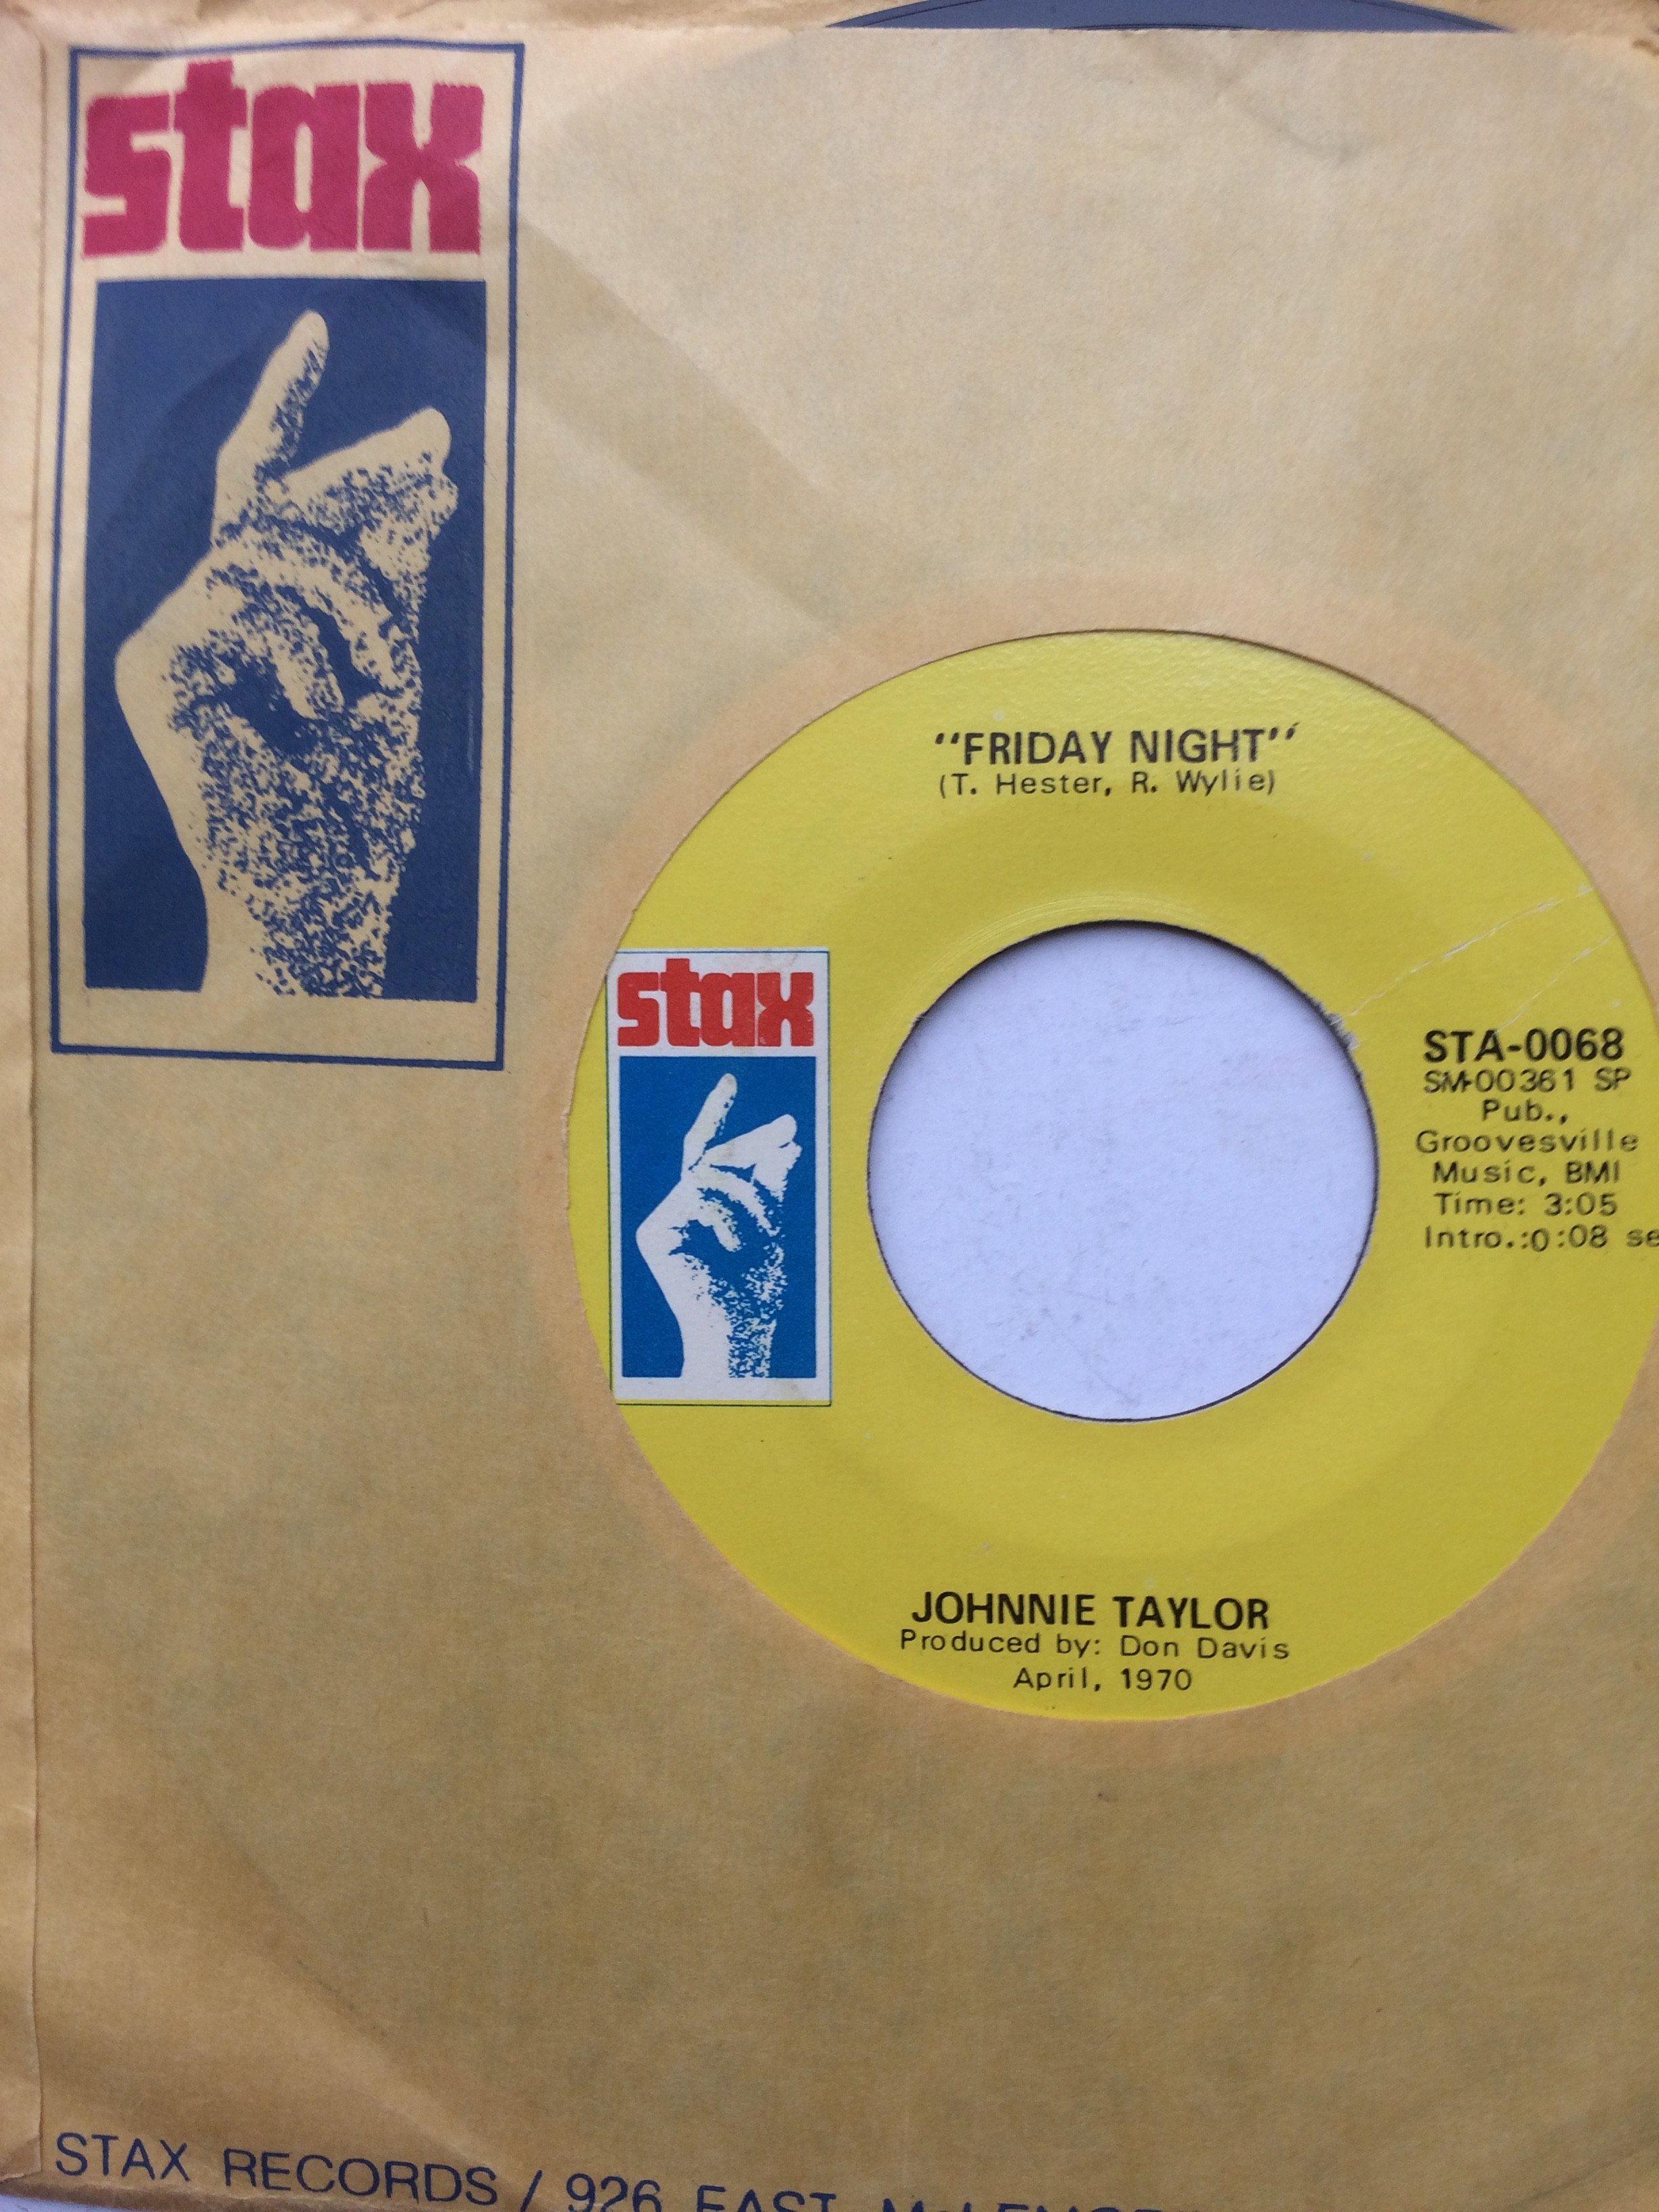 stax
"FRIDAY NIGHT"
(T. Hester, R. Wylie)
stax
STA-0068
SM-00361 SP
Pub.,
Groovesville
Music, BMI
Time: 3:05
Intro.:0:08
JOHNNIE TAYLOR
Produced by: Don Davis
April, 1970
STAX RECORDS / 926 EAST